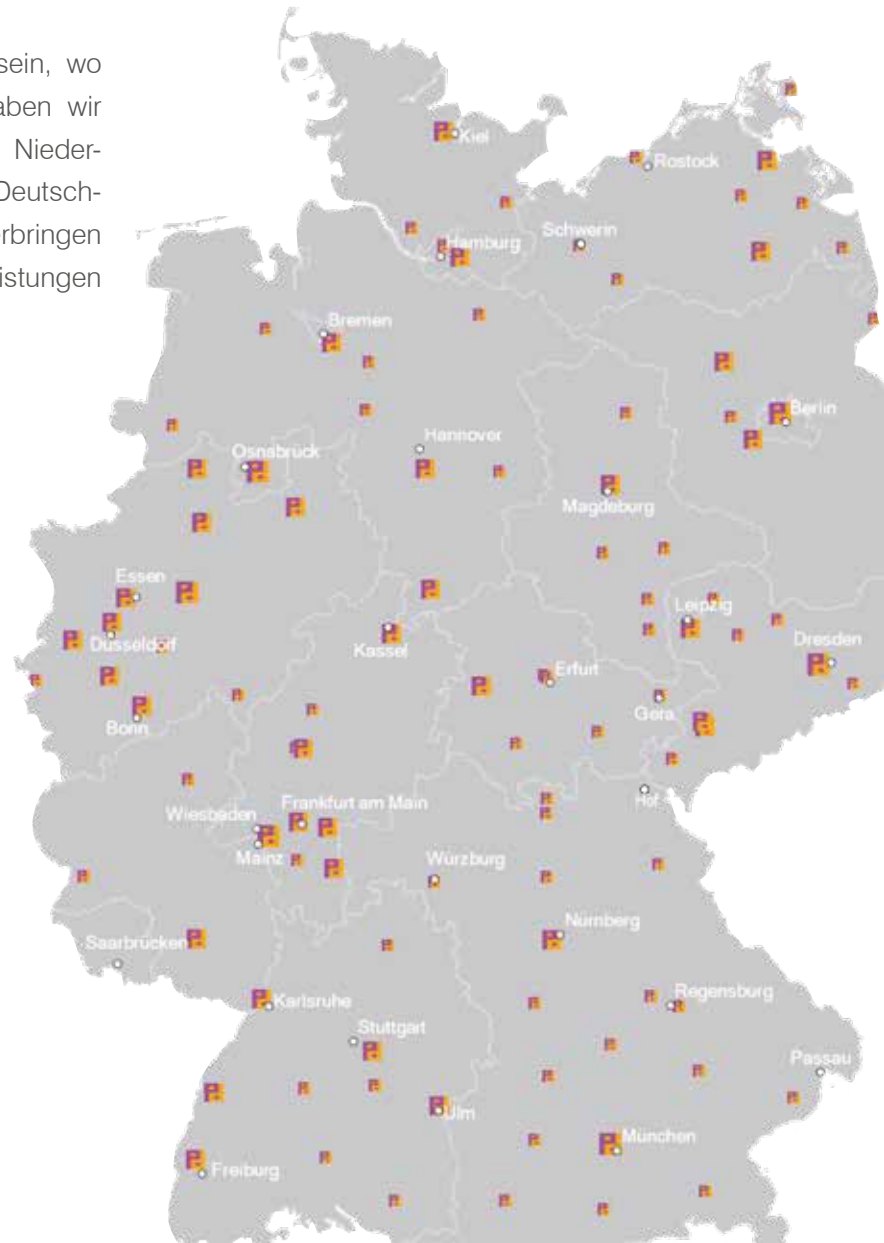 sein, wo
aben wir
Nieder-
Deutsch-
erbringen
istungen
Kiel
Rostock
Hamburg
Schwerin
Bremen
Berlin
Hannover
Osnabrück
Magdeburg
Essen
Leipzig
Düsseldorf
Kassel
Dresden
Erfurt
Bonn
Gera
Hof
Wiesbaden
Frankfurt am Main
Mainz
Würzburg
Nürnberg
Saarbrücken
Karlsruhe
Regensburg
Stuttgart
Passau
Ulm
München
Freiburg